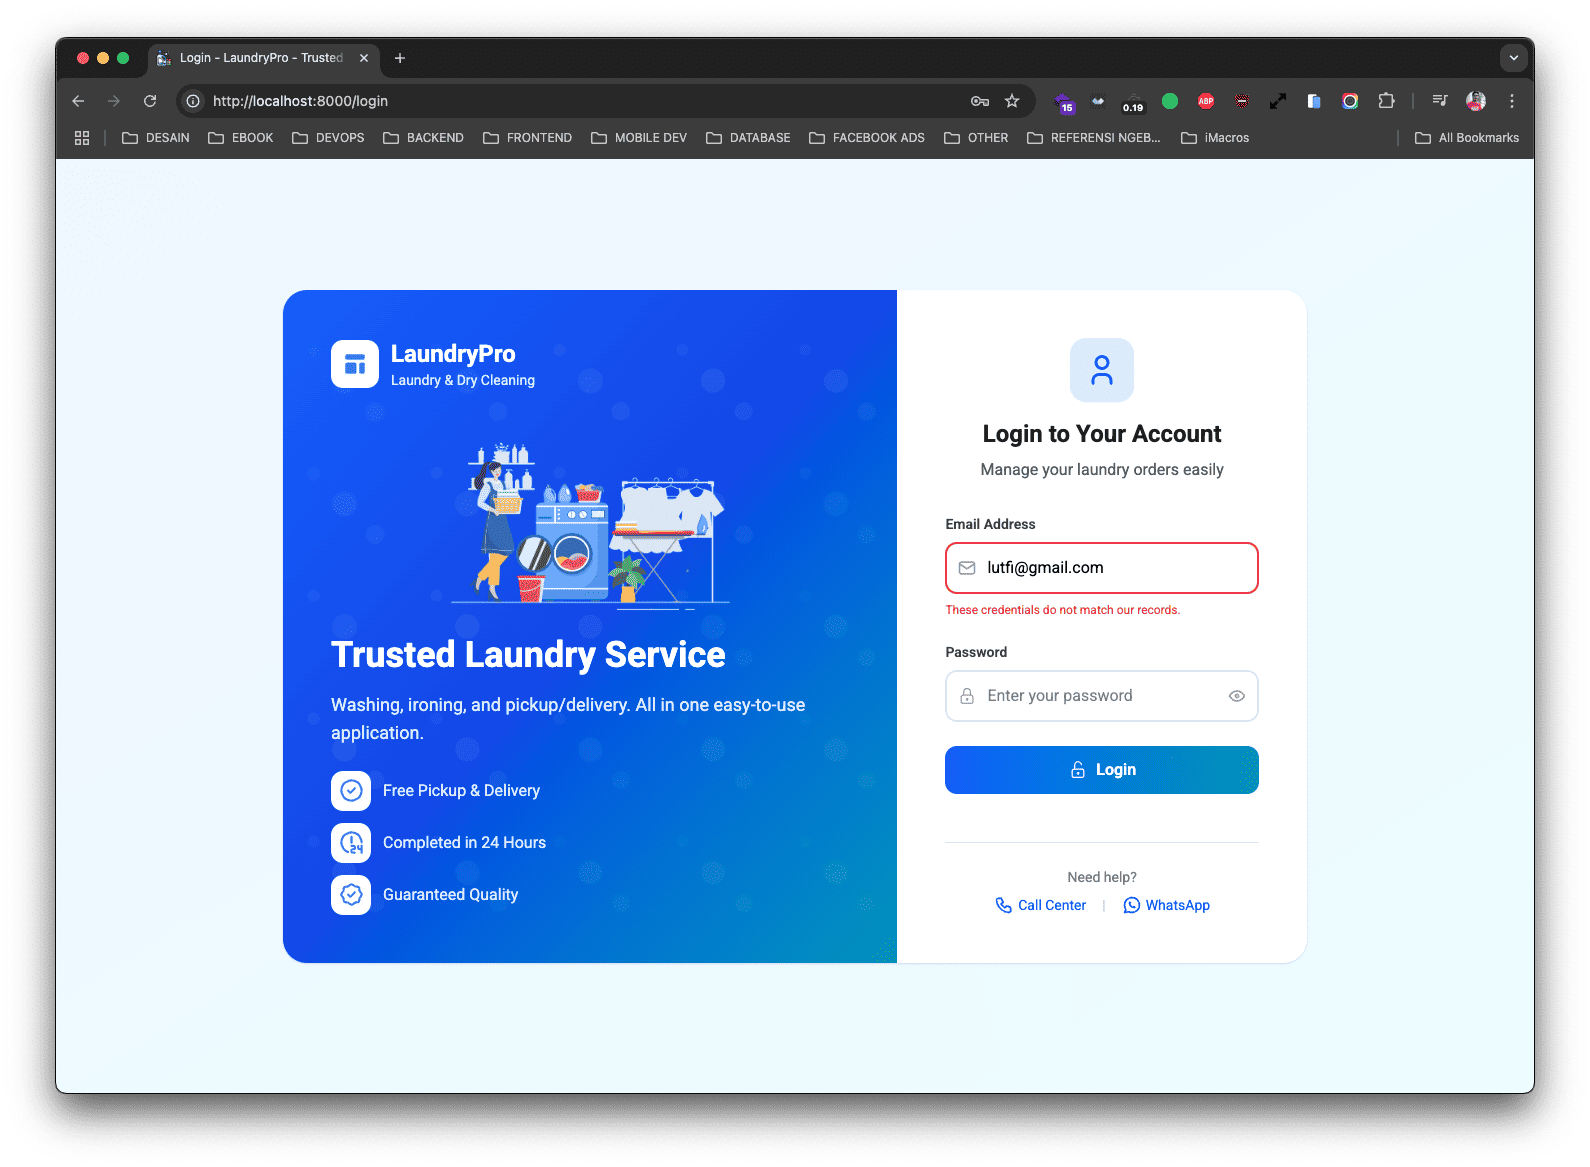 Login - LaundryPro - Trusted
http://localhost:8000/login
15
0.19
ABP
DESAIN
EBOOK
DEVOPS
BACKEND
FRONTEND
MOBILE DEV
DATABASE
FACEBOOK ADS
OTHER
REFERENSI NGEB...
iMacros
All Bookmarks
LaundryPro
Laundry & Dry Cleaning
Trusted Laundry Service
Washing, ironing, and pickup/delivery. All in one easy-to-use
application.
Free Pickup & Delivery
24
Completed in 24 Hours
Guaranteed Quality
Login to Your Account
Manage your laundry orders easily
Email Address
lutfi@gmail.com
These credentials do not match our records.
Password
Enter your password
Login
Need help?
Call Center
WhatsApp